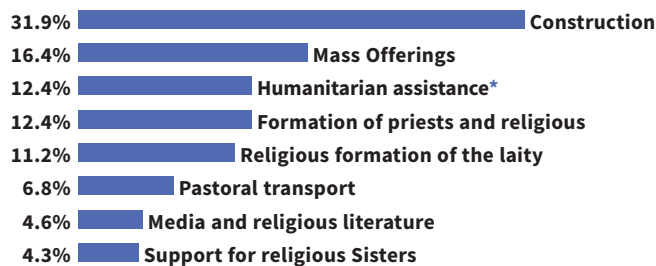 31.9% Construction
16.4% Mass Offerings
12.4% Humanitarian assistance*
12.4% Formation of priests and religious
11.2% Religious formation of the laity
6.8% Pastoral transport
4.6% Media and religious literature
4.3% Support for religious Sisters